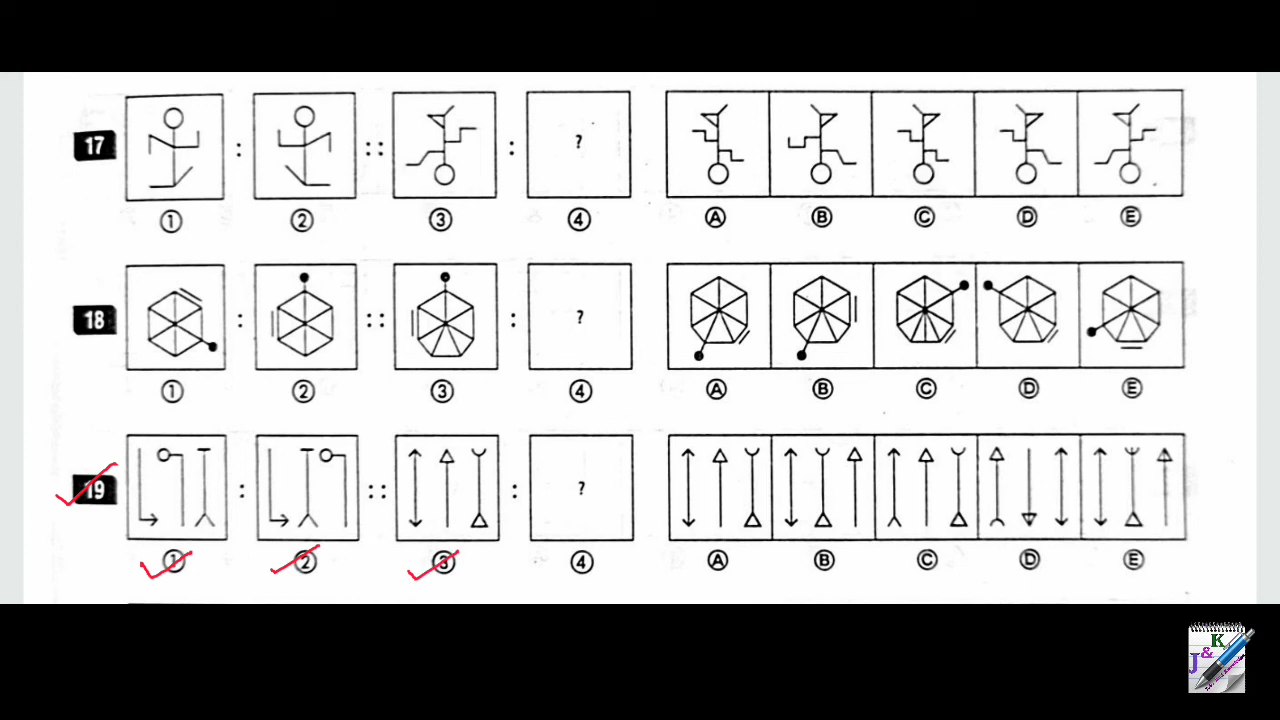 17 : :: : ?
① ② ③ ④ Ⓐ Ⓑ Ⓒ Ⓓ Ⓔ
18 : :: : ?
① ② ③ ④ Ⓐ Ⓑ Ⓒ Ⓓ Ⓔ
19 : :: : ?
① ② ③ ④ Ⓐ Ⓑ Ⓒ Ⓓ Ⓔ
J & K